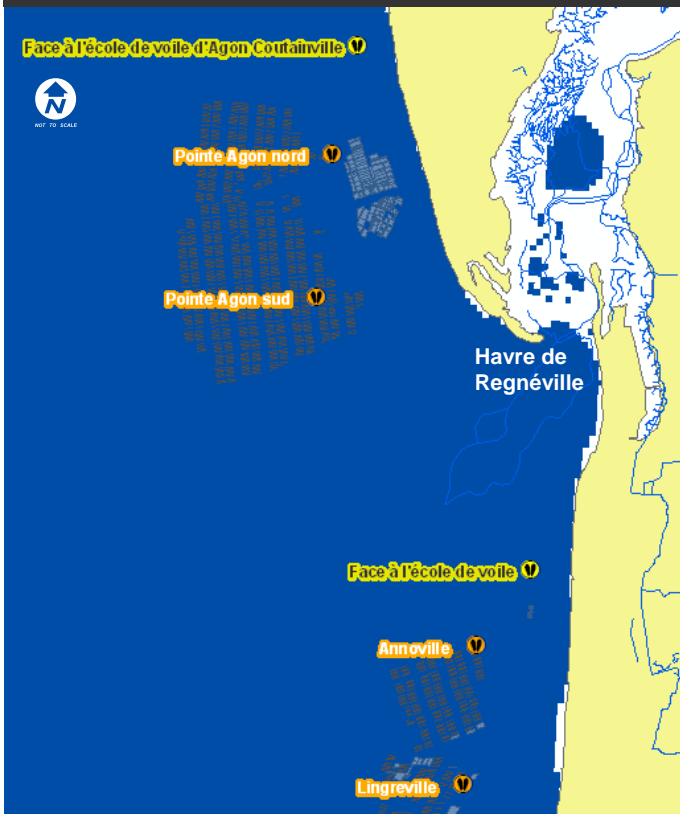 Face à l'école de voile d'Agon Coutainville
N
NOT TO SCALE
Pointe Agon nord
Pointe Agon sud
Havre de
Regnéville
Face à l'école de voile
Annoville
Lingreville